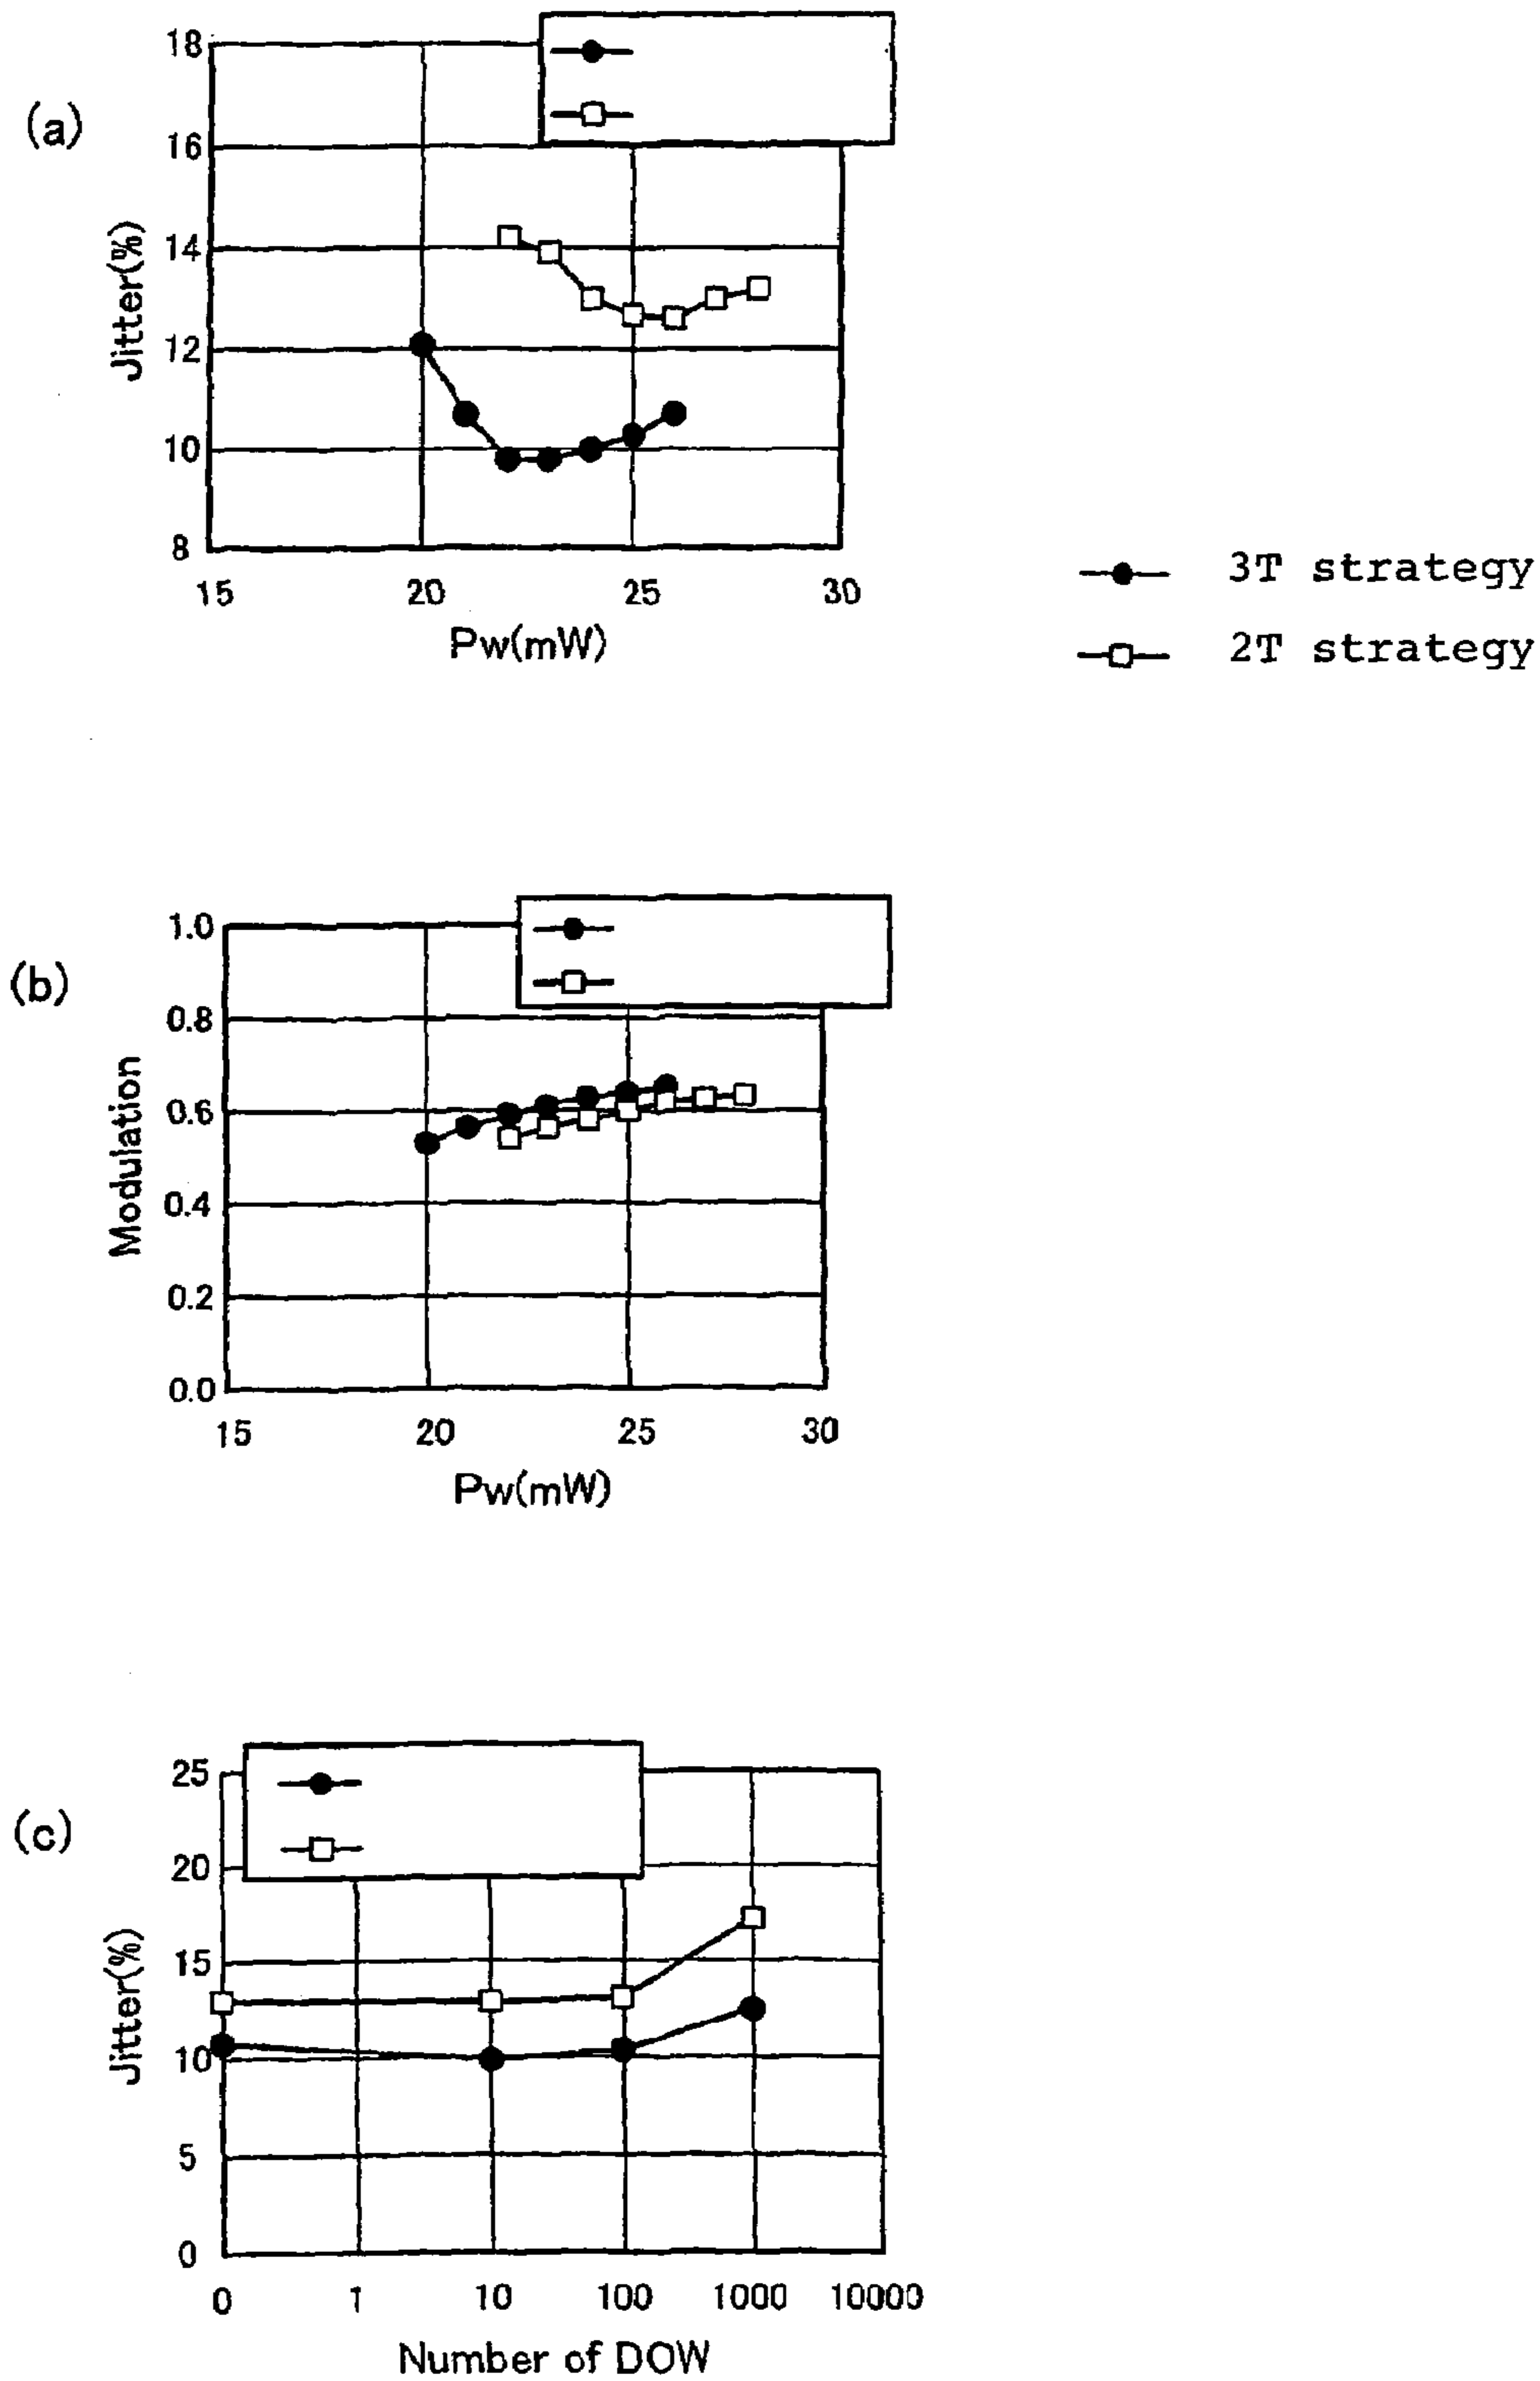 (a)
Jitter(%)
18
16
14
12
10
8
15 20 25 30
Pw(mW)
3T strategy
2T strategy
(b)
Modulation
1.0
0.8
0.6
0.4
0.2
0.0
15 20 25 30
Pw(mW)
(c)
Jitter(%)
25
20
15
10
5
0
0 1 10 100 1000 10000
Number of DOW